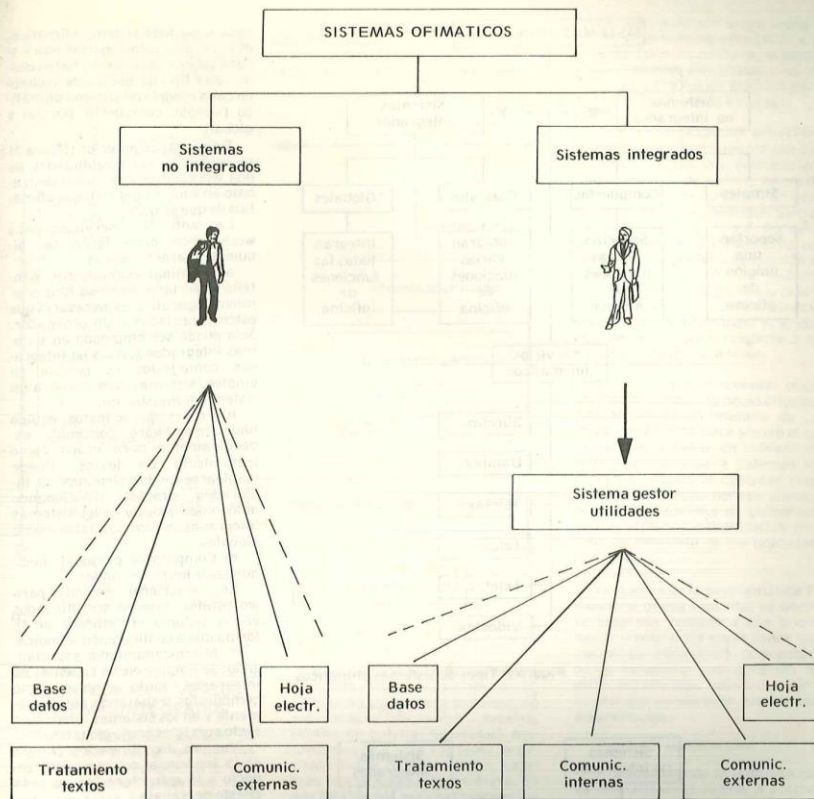 SISTEMAS OFIMATICOS
Sistemas
no integrados
Sistemas integrados
Sistema gestor
utilidades
Base
datos
Hoja
electr.
Tratamiento
textos
Comunic.
externas
Base
datos
Hoja
electr.
Tratamiento
textos
Comunic.
internas
Comunic.
externas